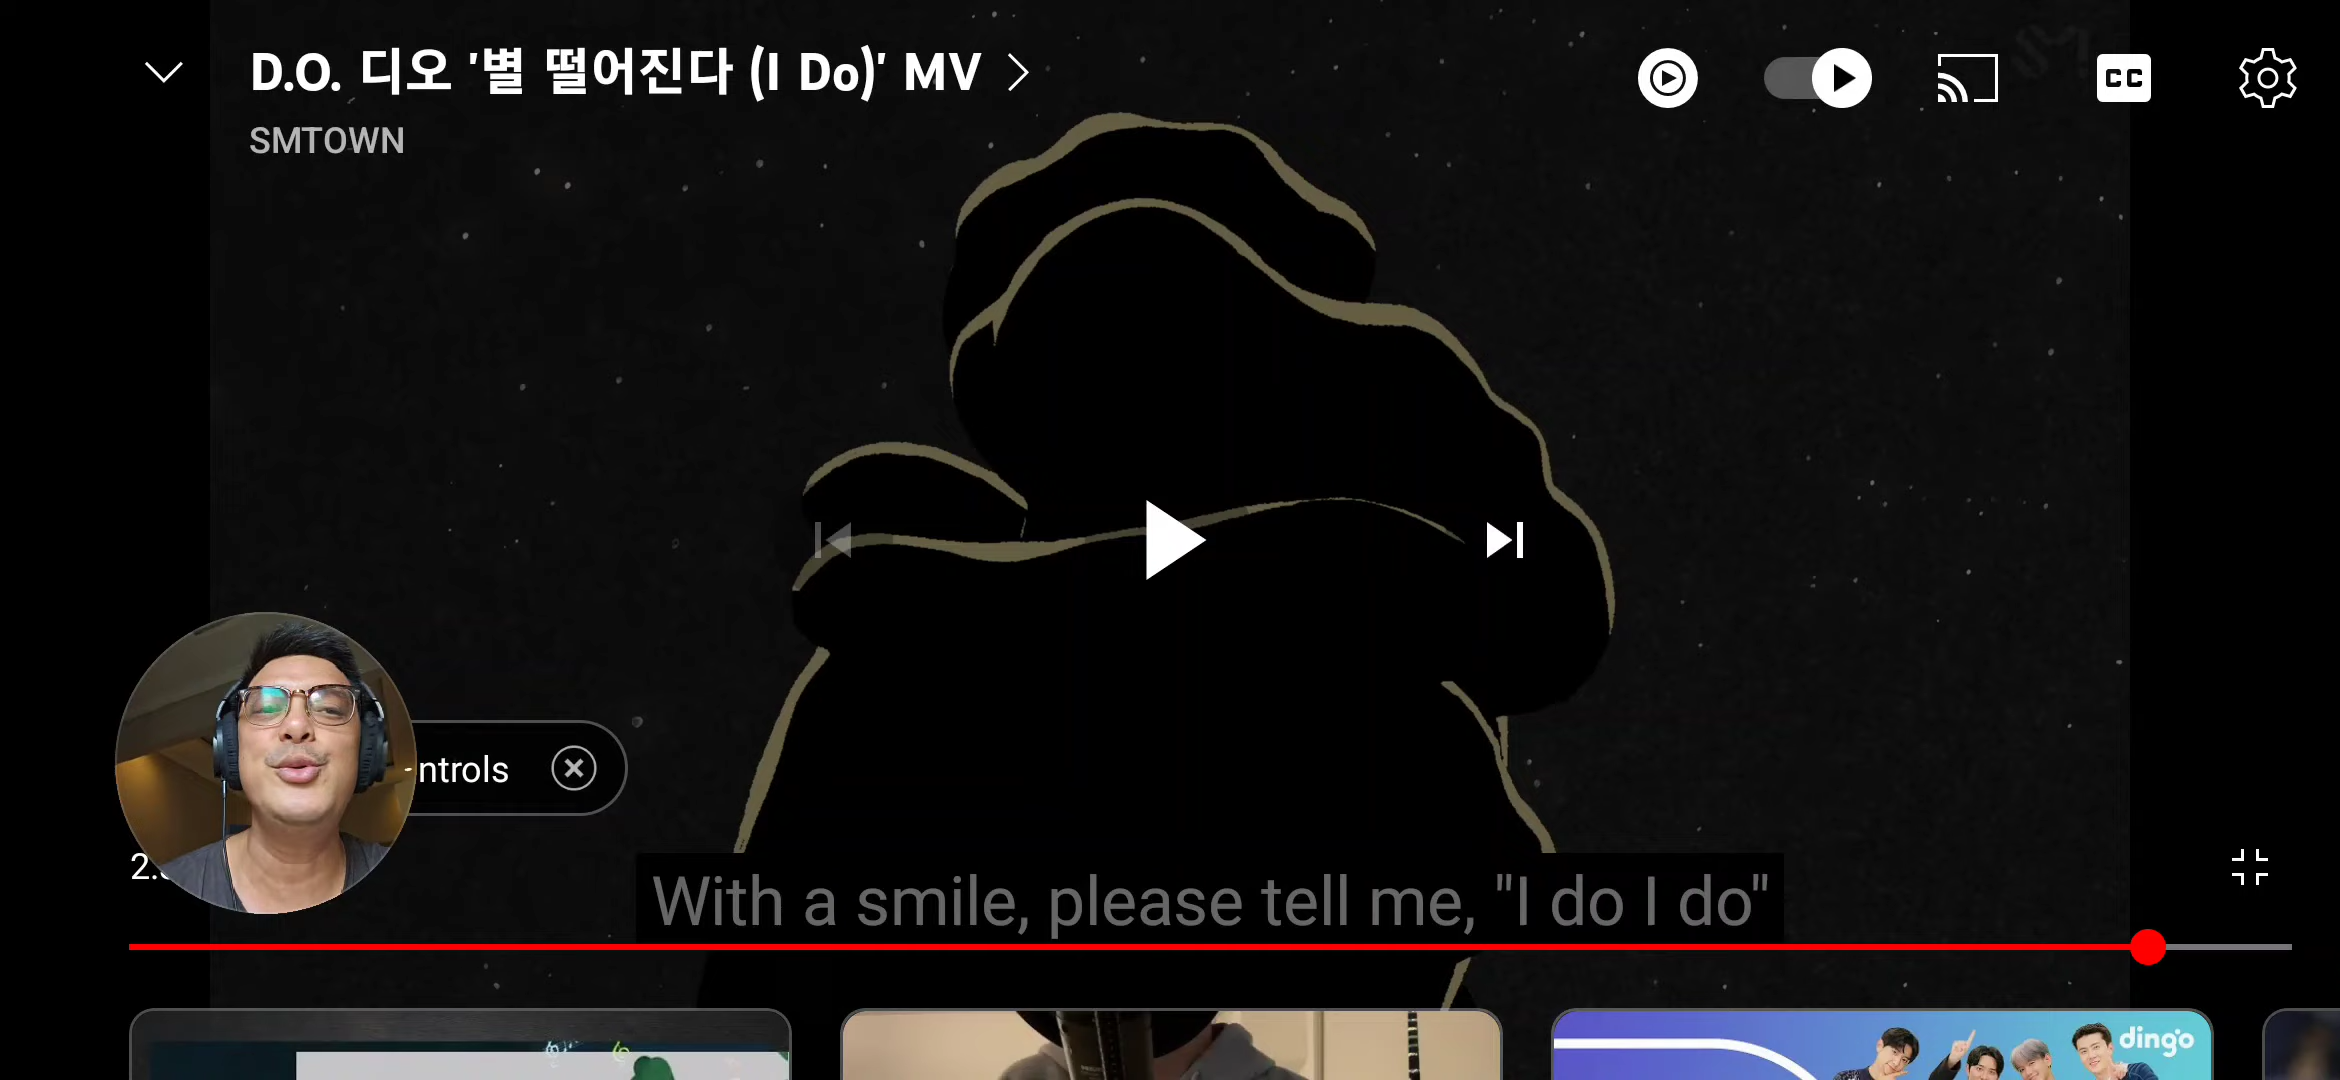 D.O. 디오 '별 떨어진다 (I Do)' MV
SMTOWN
CC
ntrols
With a smile, please tell me, "I do I do"
dingo